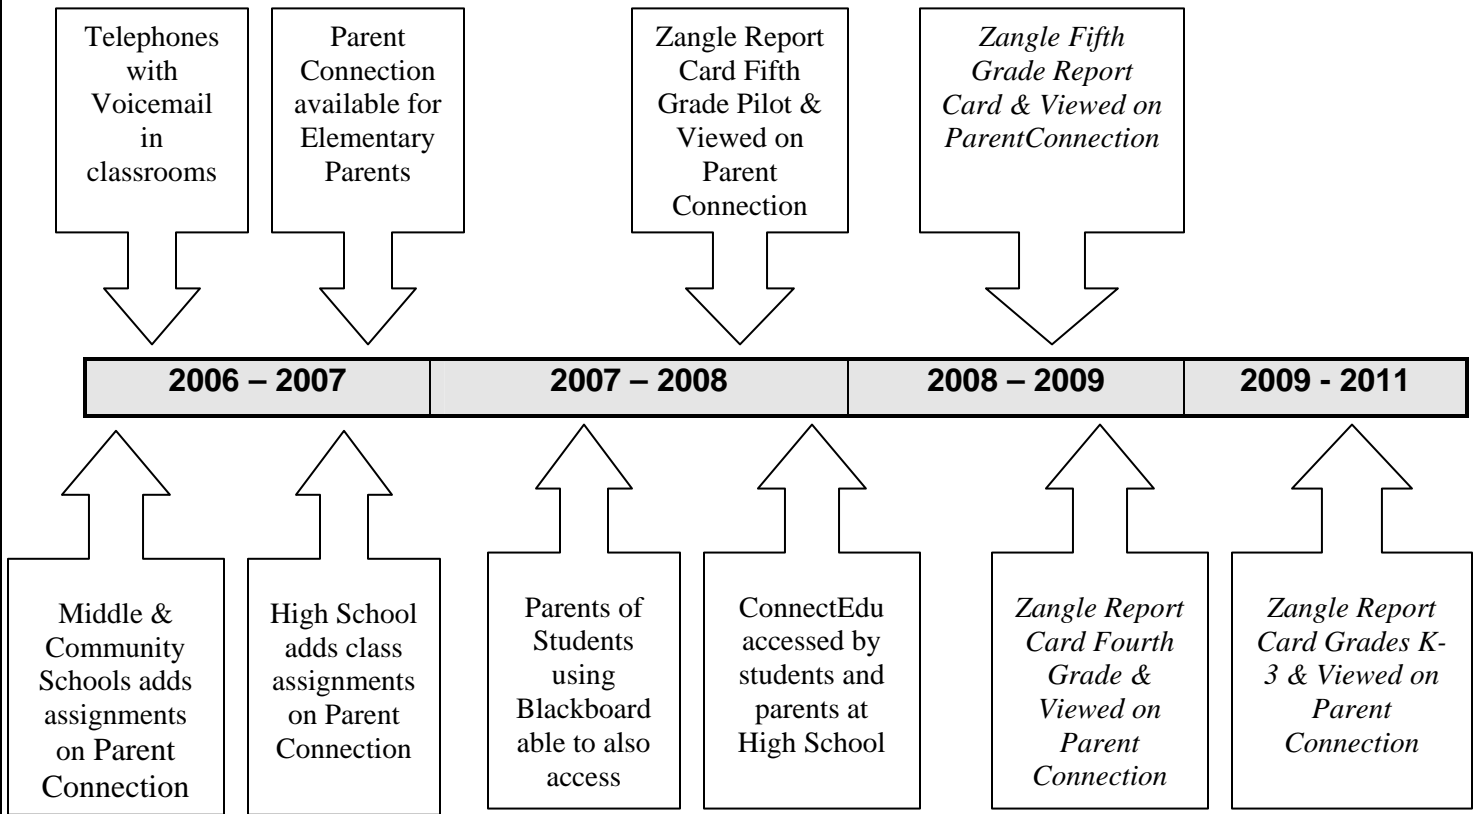 Telephones
with
Voicemail
in
classrooms
Parent
Connection
available for
Elementary
Parents
Zangle Report
Card Fifth
Grade Pilot &
Viewed on
Parent
Connection
Zangle Fifth
Grade Report
Card & Viewed on
ParentConnection
2006 – 2007
2007 – 2008
2008 – 2009
2009 - 2011
Middle &
Community
Schools adds
assignments
on Parent
Connection
High School
adds class
assignments
on Parent
Connection
Parents of
Students
using
Blackboard
able to also
access
ConnectEdu
accessed by
students and
parents at
High School
Zangle Report
Card Fourth
Grade &
Viewed on
Parent
Connection
Zangle Report
Card Grades K-
3 & Viewed on
Parent
Connection